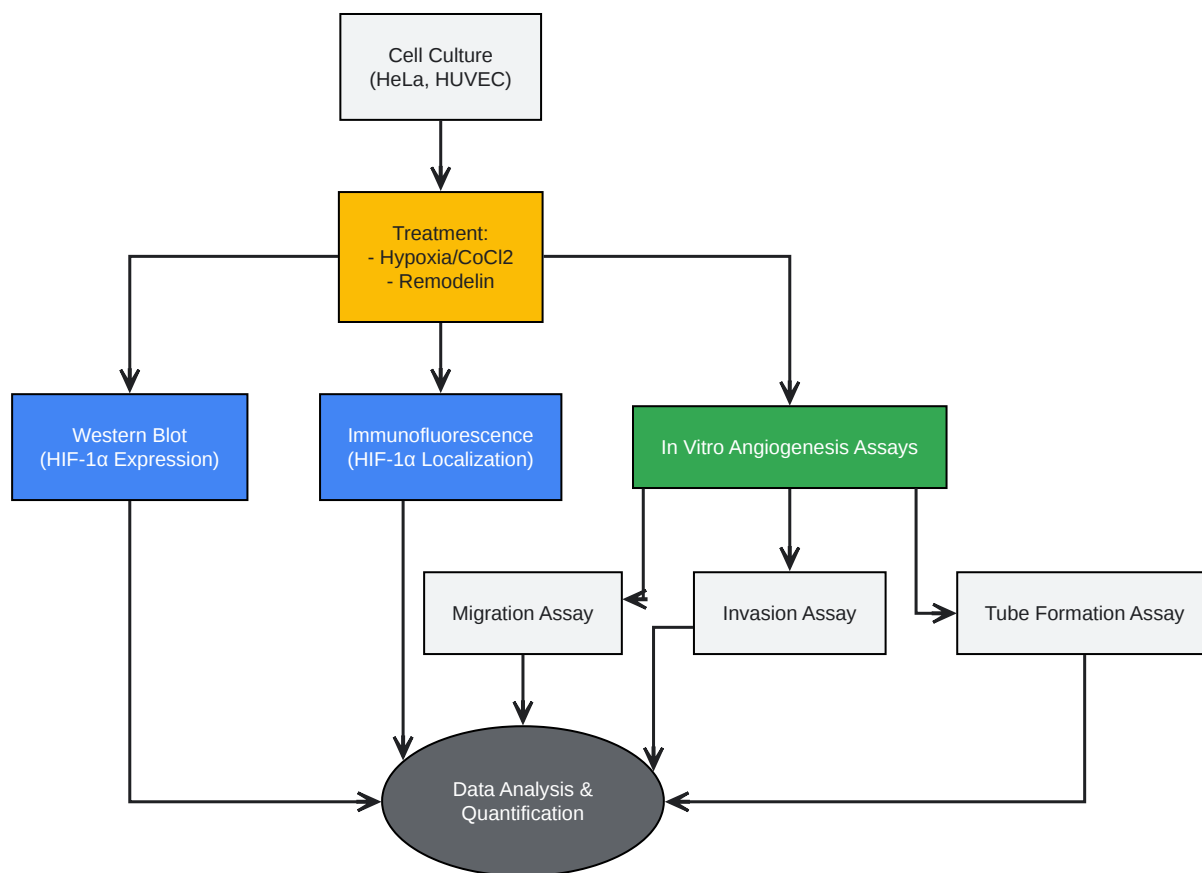 Cell Culture
(HeLa, HUVEC)
Treatment:
- Hypoxia/CoCl2
- Remodelin
Western Blot
(HIF-1α Expression)
Immunofluorescence
(HIF-1α Localization)
In Vitro Angiogenesis Assays
Migration Assay
Invasion Assay
Tube Formation Assay
Data Analysis &
Quantification